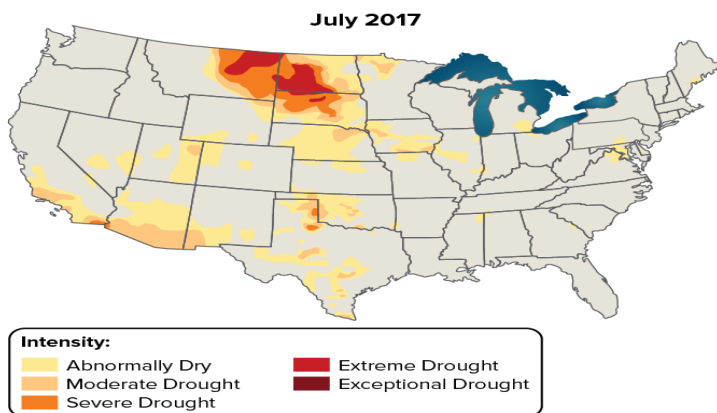 July 2017
Intensity:
Abnormally Dry
Moderate Drought
Severe Drought
Extreme Drought
Exceptional Drought